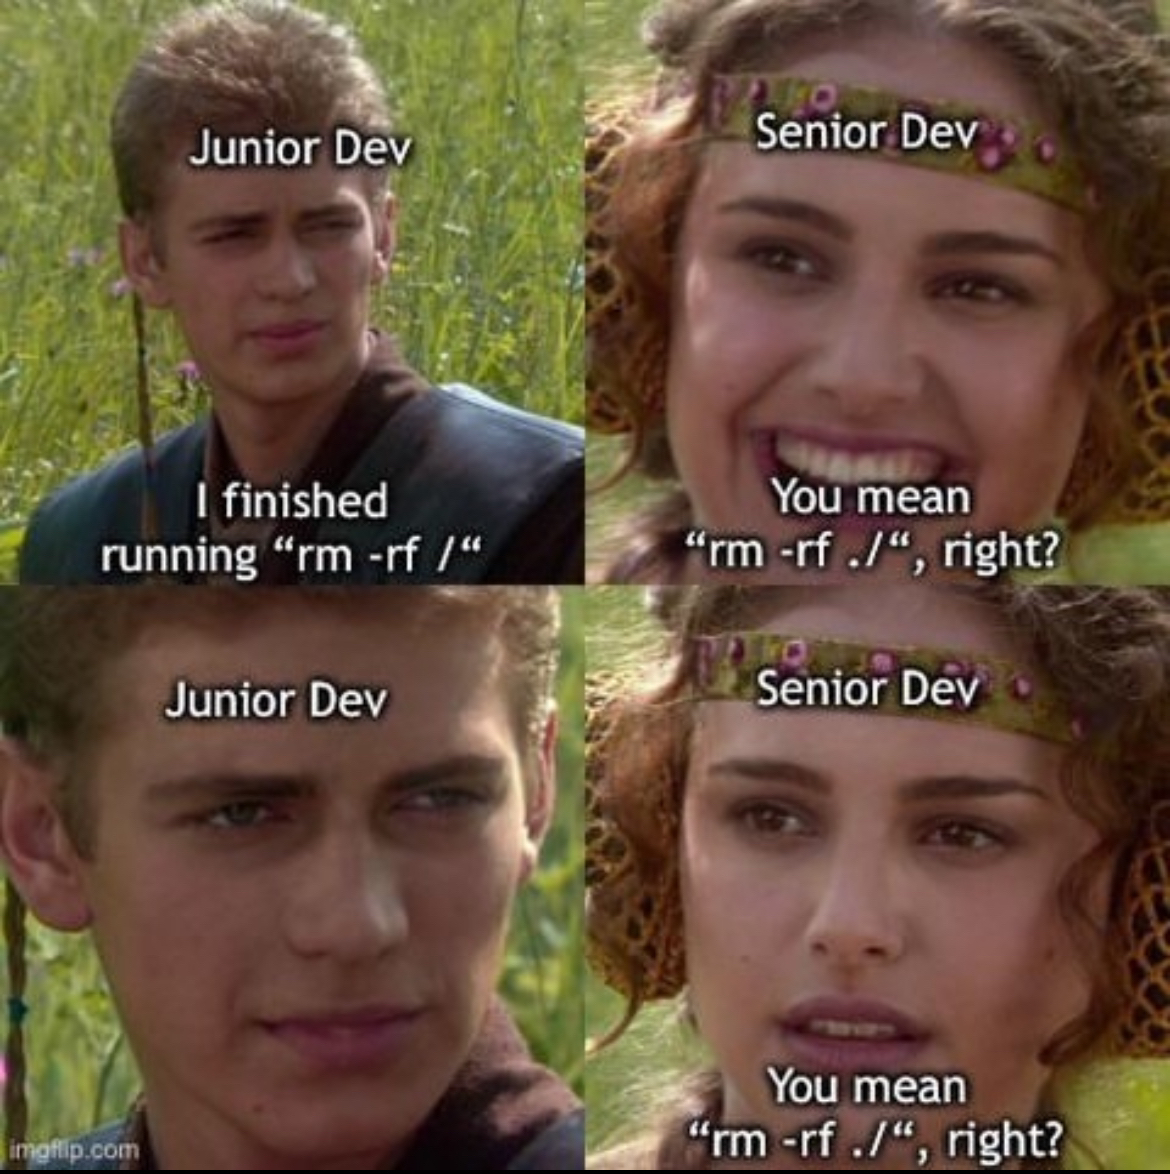 Junior Dev
I finished
running “rm -rf /“
Senior Dev
You mean
“rm -rf ./“, right?
Junior Dev
Senior Dev
You mean
“rm -rf ./“, right?
imgflip.com